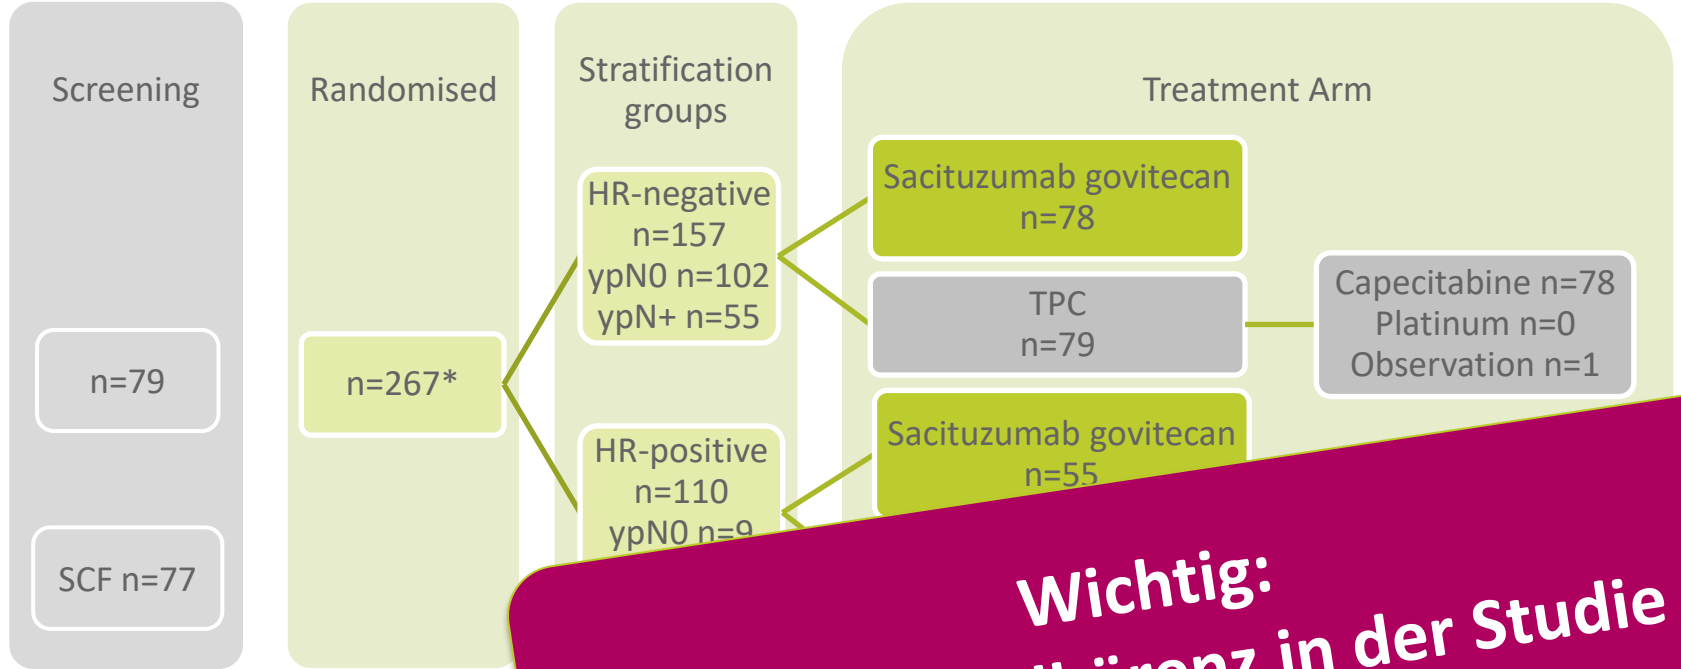 Screening
n=79
SCF n=77
Randomised
n=267*
Stratification
groups
HR-negative
n=157
ypN0 n=102
ypN+ n=55
HR-positive
n=110
ypN0 n=9
Treatment Arm
Sacituzumab govitecan
n=78
TPC
n=79
Capecitabine n=78
Platinum n=0
Observation n=1
Sacituzumab govitecan
n=55
Wichtig:
in der Studie